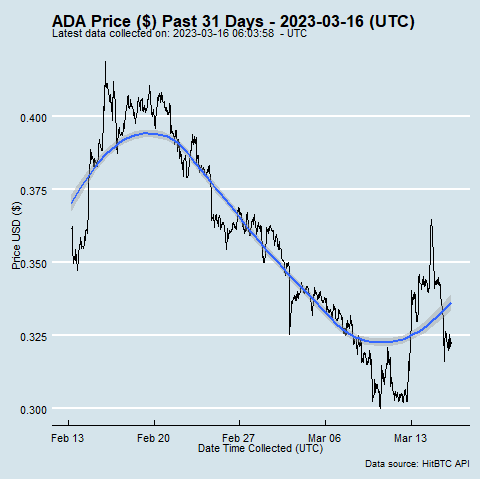 ADA Price ($) Past 31 Days - 2023-03-16 (UTC)
Latest data collected on: 2023-03-16 06:03:58  - UTC
0.400
0.375
0.350
0.325
0.300
Price USD ($)
Feb 13 Feb 20 Feb 27 Mar 06 Mar 13
Date Time Collected (UTC)
Data source: HitBTC API